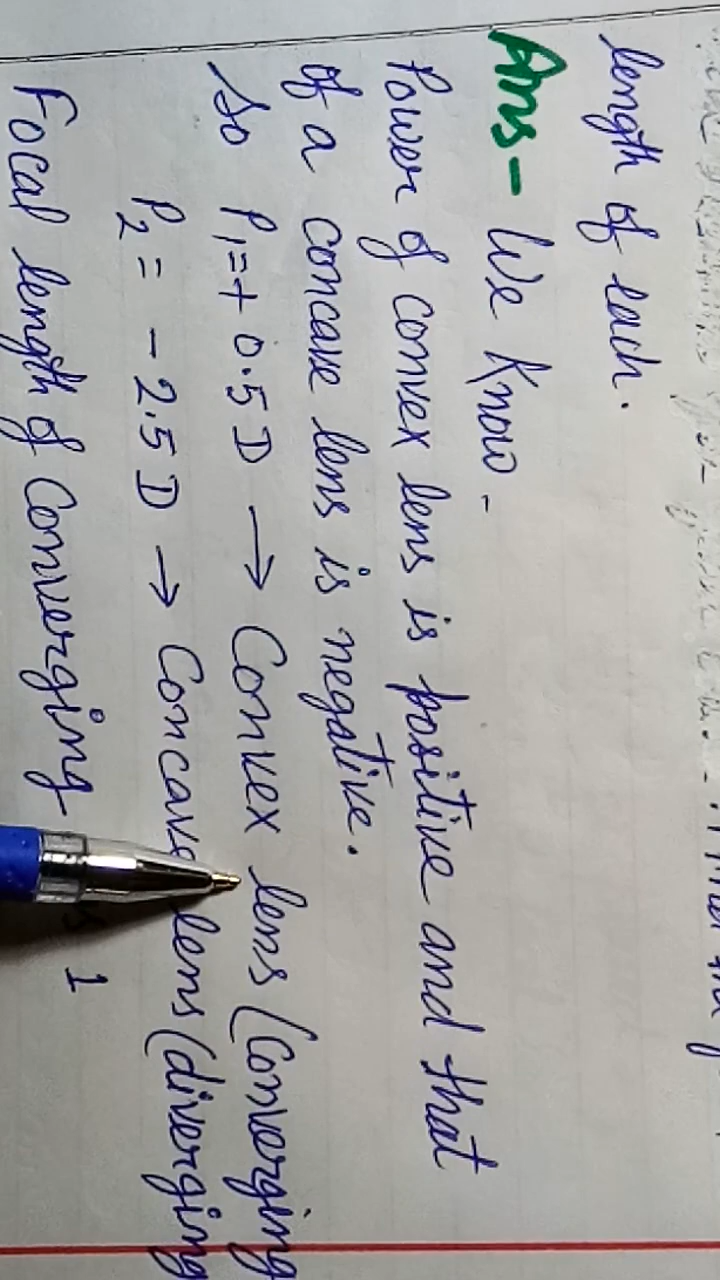 length of each.
Ans - We Know -
Power of convex lens is positive and that
of a concave lens is negative.
So P₁ = + 0.5 D → Convex lens (Converging
P₂ = - 2.5 D → Concave lens (diverging
Focal length of Converging 1